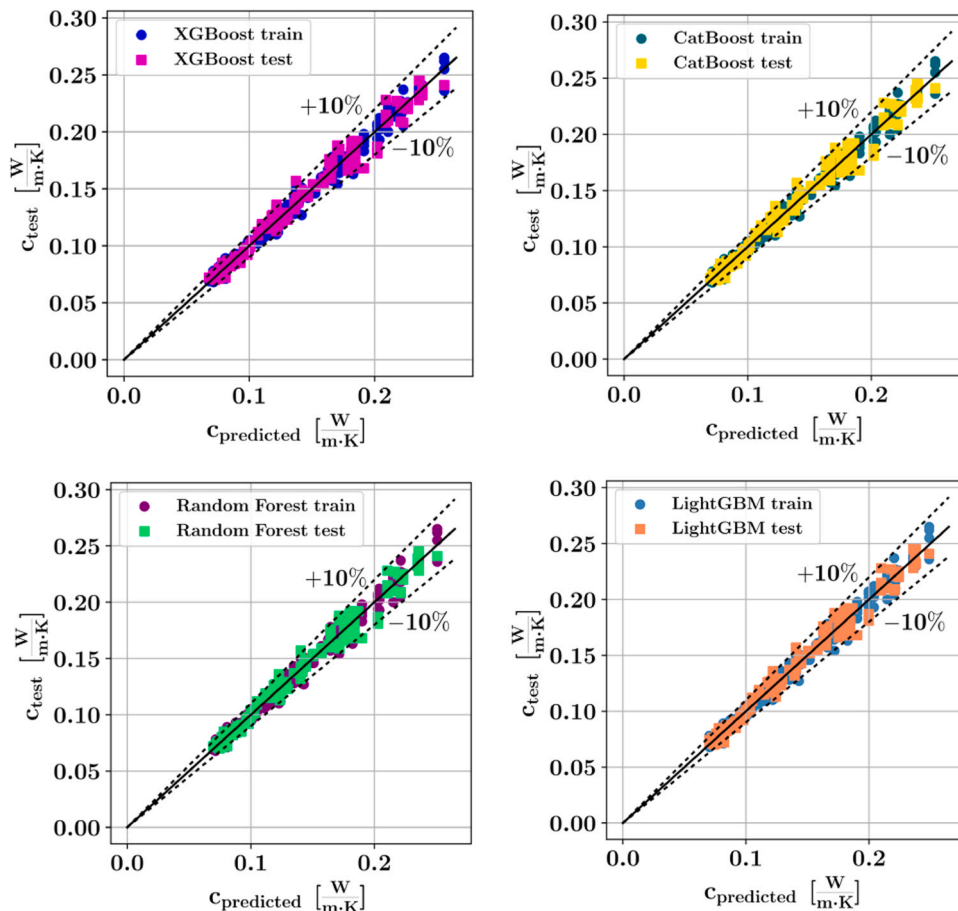 XGBoost train
XGBoost test
+10%
−10%
0.30
0.25
0.20
0.15
0.10
0.05
0.00
0.0 0.1 0.2
c_test [W/m·K]
c_predicted [W/m·K]
CatBoost train
CatBoost test
+10%
−10%
0.30
0.25
0.20
0.15
0.10
0.05
0.00
0.0 0.1 0.2
c_test [W/m·K]
c_predicted [W/m·K]
Random Forest train
Random Forest test
+10%
−10%
0.30
0.25
0.20
0.15
0.10
0.05
0.00
0.0 0.1 0.2
c_test [W/m·K]
c_predicted [W/m·K]
LightGBM train
LightGBM test
+10%
−10%
0.30
0.25
0.20
0.15
0.10
0.05
0.00
0.0 0.1 0.2
c_test [W/m·K]
c_predicted [W/m·K]